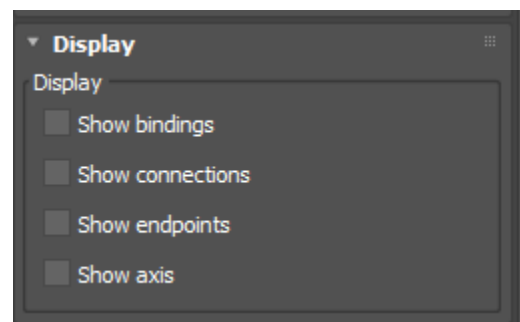 Display
Display
Show bindings
Show connections
Show endpoints
Show axis